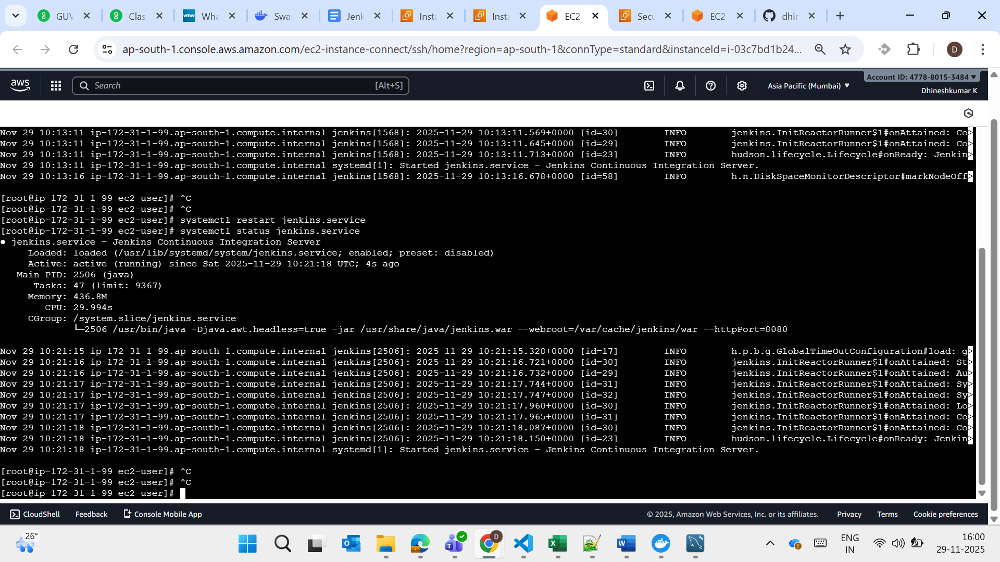 GUV
Clas
vmw Wha
Swa
Jenk
Insta
Insta
EC2
Secu
EC2
dhir
ap-south-1.console.aws.amazon.com/ec2-instance-connect/ssh/home?region=ap-south-1&connType=standard&instanceId=i-03c7bd1b24...
D
aws
Search [Alt+S]
Asia Pacific (Mumbai)
Account ID: 4778-8015-3484
Dhineshkumar K
Nov 29 10:13:11 ip-172-31-1-99.ap-south-1.compute.internal jenkins[1568]: 2025-11-29 10:13:11.569+0000 [id=30] INFO jenkins.InitReactorRunner$1#onAttained: Co>
Nov 29 10:13:11 ip-172-31-1-99.ap-south-1.compute.internal jenkins[1568]: 2025-11-29 10:13:11.645+0000 [id=29] INFO jenkins.InitReactorRunner$1#onAttained: Co>
Nov 29 10:13:11 ip-172-31-1-99.ap-south-1.compute.internal jenkins[1568]: 2025-11-29 10:13:11.713+0000 [id=23] INFO hudson.lifecycle.Lifecycle#onReady: Jenkin>
Nov 29 10:13:11 ip-172-31-1-99.ap-south-1.compute.internal systemd[1]: Started jenkins.service - Jenkins Continuous Integration Server.
Nov 29 10:13:16 ip-172-31-1-99.ap-south-1.compute.internal jenkins[1568]: 2025-11-29 10:13:16.678+0000 [id=58] INFO h.n.DiskSpaceMonitorDescriptor#markNodeOff>
[root@ip-172-31-1-99 ec2-user]# ^C
[root@ip-172-31-1-99 ec2-user]# ^C
[root@ip-172-31-1-99 ec2-user]# systemctl restart jenkins.service
[root@ip-172-31-1-99 ec2-user]# systemctl status jenkins.service
● jenkins.service - Jenkins Continuous Integration Server
Loaded: loaded (/usr/lib/systemd/system/jenkins.service; enabled; preset: disabled)
Active: active (running) since Sat 2025-11-29 10:21:18 UTC; 4s ago
Main PID: 2506 (java)
Tasks: 47 (limit: 9367)
Memory: 436.8M
CPU: 29.994s
CGroup: /system.slice/jenkins.service
└─2506 /usr/bin/java -Djava.awt.headless=true -jar /usr/share/java/jenkins.war --webroot=/var/cache/jenkins/war --httpPort=8080
Nov 29 10:21:15 ip-172-31-1-99.ap-south-1.compute.internal jenkins[2506]: 2025-11-29 10:21:15.328+0000 [id=17] INFO h.p.b.g.GlobalTimeOutConfiguration#load: g>
Nov 29 10:21:16 ip-172-31-1-99.ap-south-1.compute.internal jenkins[2506]: 2025-11-29 10:21:16.721+0000 [id=30] INFO jenkins.InitReactorRunner$1#onAttained: St>
Nov 29 10:21:16 ip-172-31-1-99.ap-south-1.compute.internal jenkins[2506]: 2025-11-29 10:21:16.732+0000 [id=29] INFO jenkins.InitReactorRunner$1#onAttained: Au>
Nov 29 10:21:17 ip-172-31-1-99.ap-south-1.compute.internal jenkins[2506]: 2025-11-29 10:21:17.744+0000 [id=31] INFO jenkins.InitReactorRunner$1#onAttained: Sy>
Nov 29 10:21:17 ip-172-31-1-99.ap-south-1.compute.internal jenkins[2506]: 2025-11-29 10:21:17.747+0000 [id=32] INFO jenkins.InitReactorRunner$1#onAttained: Sy>
Nov 29 10:21:17 ip-172-31-1-99.ap-south-1.compute.internal jenkins[2506]: 2025-11-29 10:21:17.960+0000 [id=30] INFO jenkins.InitReactorRunner$1#onAttained: Lo>
Nov 29 10:21:17 ip-172-31-1-99.ap-south-1.compute.internal jenkins[2506]: 2025-11-29 10:21:17.965+0000 [id=31] INFO jenkins.InitReactorRunner$1#onAttained: Co>
Nov 29 10:21:18 ip-172-31-1-99.ap-south-1.compute.internal jenkins[2506]: 2025-11-29 10:21:18.087+0000 [id=30] INFO jenkins.InitReactorRunner$1#onAttained: Co>
Nov 29 10:21:18 ip-172-31-1-99.ap-south-1.compute.internal jenkins[2506]: 2025-11-29 10:21:18.150+0000 [id=23] INFO hudson.lifecycle.Lifecycle#onReady: Jenkin>
Nov 29 10:21:18 ip-172-31-1-99.ap-south-1.compute.internal systemd[1]: Started jenkins.service - Jenkins Continuous Integration Server.
[root@ip-172-31-1-99 ec2-user]# ^C
[root@ip-172-31-1-99 ec2-user]# ^C
[root@ip-172-31-1-99 ec2-user]#
CloudShell Feedback Console Mobile App © 2025, Amazon Web Services, Inc. or its affiliates. Privacy Terms Cookie preferences
26°
D
ENG
IN
16:00
29-11-2025